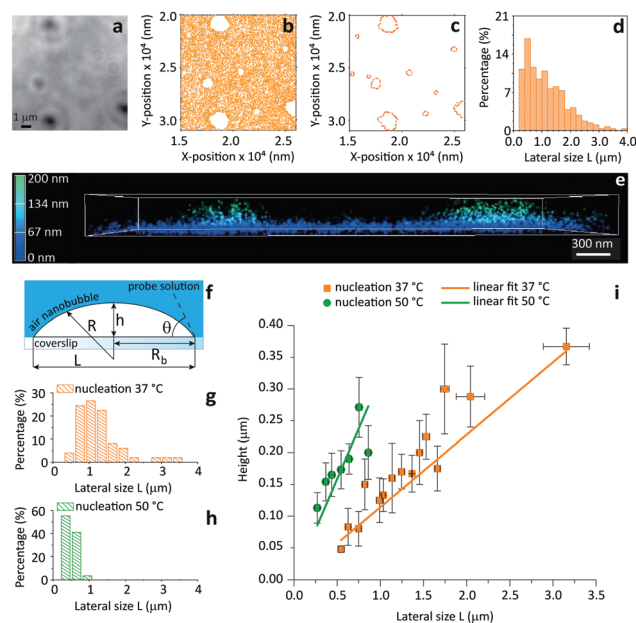 a
1 μm
b
Y-position x 10⁴ (nm)
2.0
2.5
3.0
1.5 2.0 2.5
X-position x 10⁴ (nm)
c
Y-position x 10⁴ (nm)
2.0
2.5
3.0
1.5 2.0 2.5
X-position x 10⁴ (nm)
d
Percentage (%)
21
14
7
0
0.0 1.0 2.0 3.0 4.0
Lateral size L (μm)
200 nm
134 nm
67 nm
0 nm
e
300 nm
f
probe solution
air nanobubble
R
h
θ
coverslip
R_b
L
g
nucleation 37 °C
Percentage (%)
30
20
10
0
0 1 2 3 4
Lateral size L (μm)
h
nucleation 50 °C
Percentage (%)
60
40
20
0
0 1 2 3 4
Lateral size L (μm)
nucleation 37 °C
linear fit 37 °C
nucleation 50 °C
linear fit 50 °C
i
Height(μm)
0.40
0.35
0.30
0.25
0.20
0.15
0.10
0.05
0.00
0.0 0.5 1.0 1.5 2.0 2.5 3.0 3.5
Lateral size L (μm)